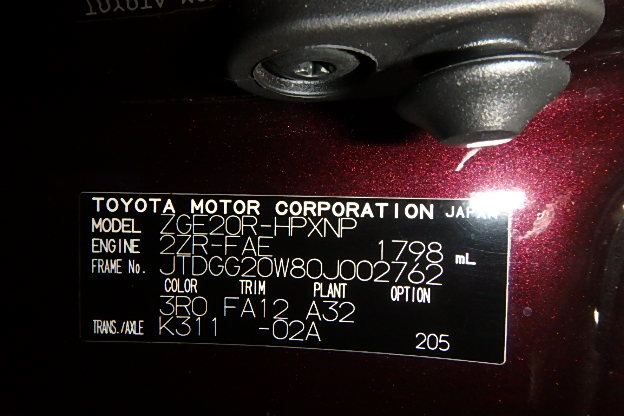 TOYOTA MOTOR CORPORATION JAPAN
MODEL ZGE20R-HPXNP
ENGINE 2ZR-FAE 1798 mL
FRAME No. JTDGG20W80J002762
COLOR TRIM PLANT OPTION
3R0 FA12 A32
TRANS./AXLE K311 -02A
205